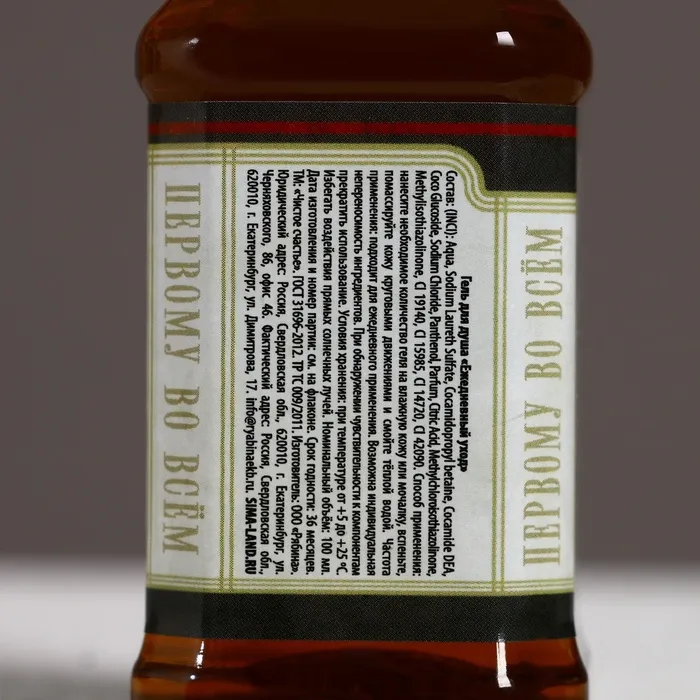 ПЕРВОМУ ВО ВСЁМ
Гель для душа «Ежедневный уход»
Состав: (INCI): Aqua, Sodium Laureth Sulfate, Cocamidopropyl betaine, Cocamide DEA,
Coco Glucoside, Sodium Chloride, Panthenol, Parfum, Citric Acid, Methylchloroisothiazolinone,
Methylisothiazolinone, CI 19140, CI 15985, CI 14720, CI 42090. Способ применения:
нанесите необходимое количество геля на влажную кожу или мочалку, вспеньте,
помассируйте кожу круговыми движениями и смойте тёплой водой. Частота
применения: подходит для ежедневного применения. Возможна индивидуальная
непереносимость ингредиентов. При обнаружении чувствительности к компонентам
прекратить использование. Условия хранения: при температуре от +5 до +25 ºС.
Избегать воздействия прямых солнечных лучей. Номинальный объём: 100 мл.
Дата изготовления и номер партии: см. на флаконе. Срок годности: 36 месяцев.
ТМ: «Чистое счастье». ГОСТ 31696-2012. ТР ТС 009/2011. Изготовитель: ООО «Рябина».
Юридический адрес: Россия, Свердловская обл., 620010, г. Екатеринбург, ул.
Черняховского, 86, офис 46. Фактический адрес: Россия, Свердловская обл.,
620010, г. Екатеринбург, ул. Димитрова, 17. info@ryabinaekb.ru. SIMA-LAND.RU
ПЕРВОМУ ВО ВСЁМ